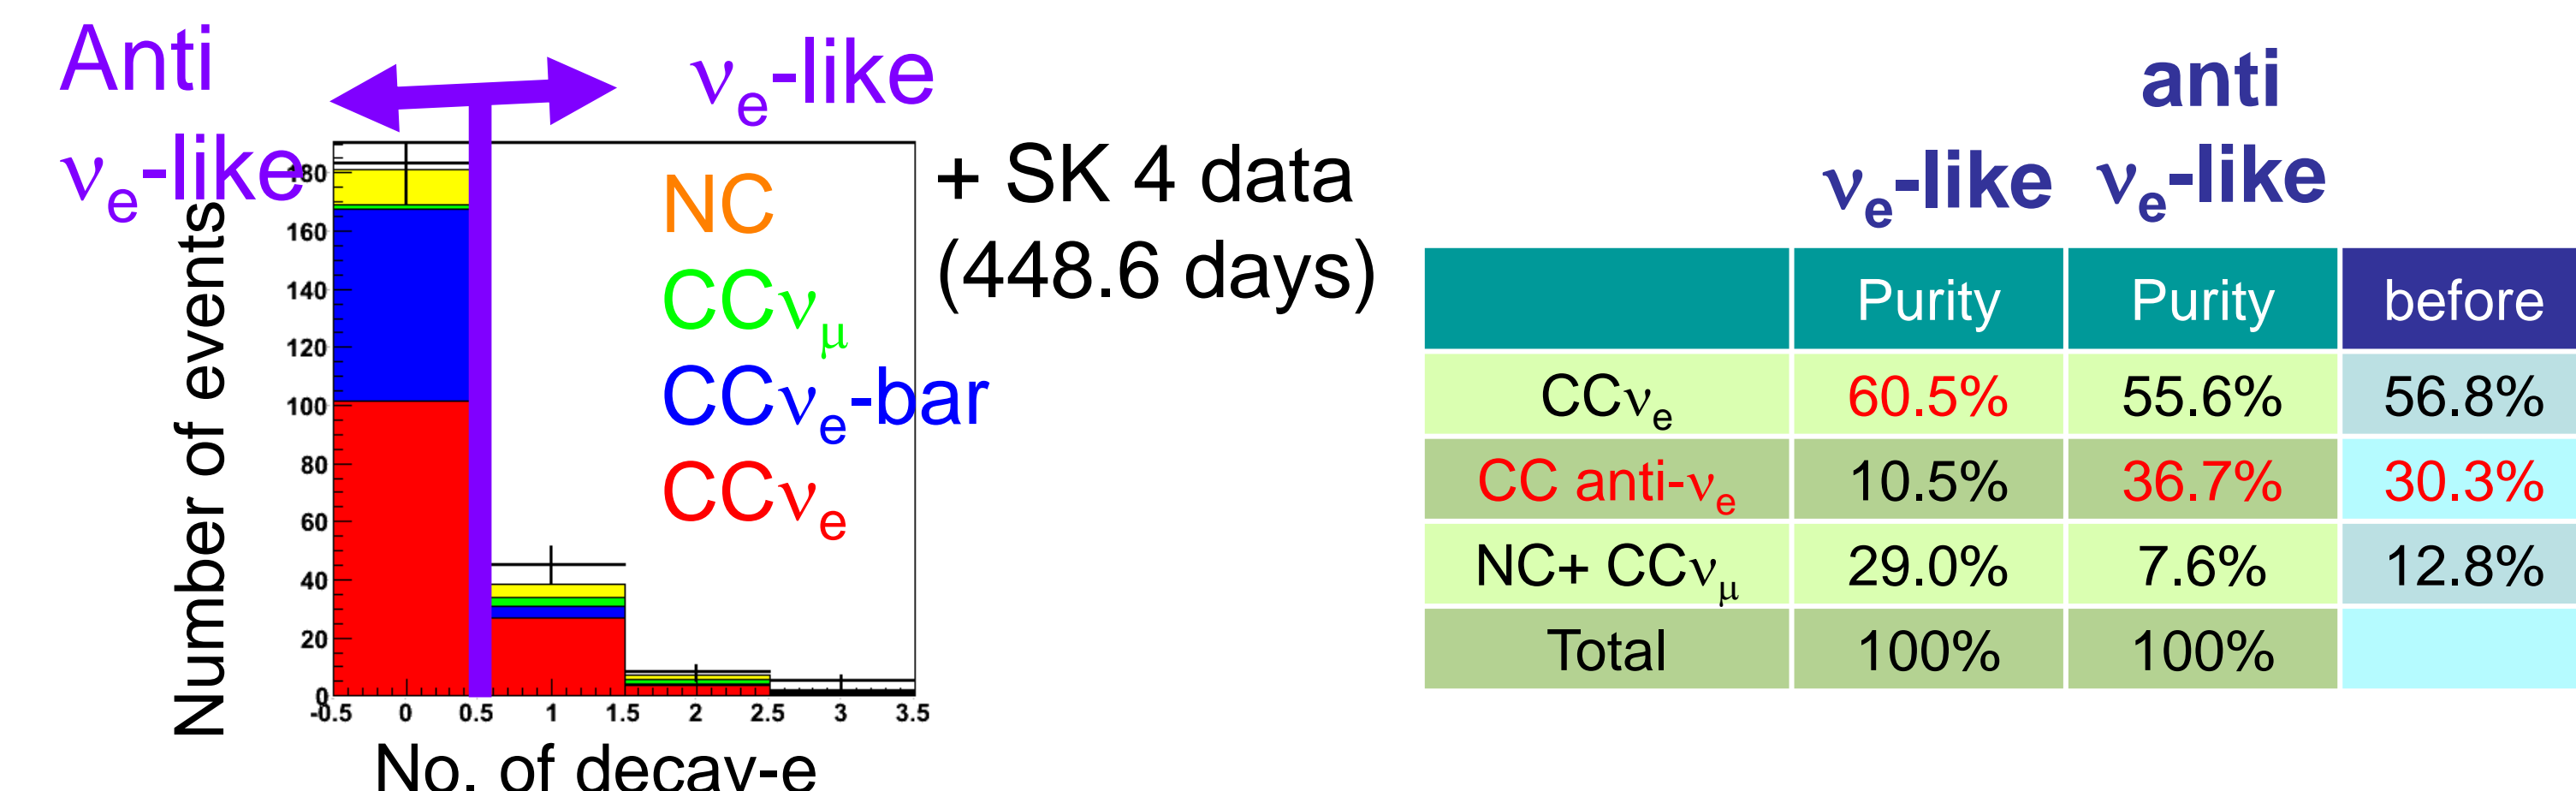 Anti
νe-like
νe-like
+ SK 4 data
(448.6 days)
NC
CCνμ
CCνe-bar
CCνe
Number of events
180
160
140
120
100
80
60
40
20
0
-0.5 0 0.5 1 1.5 2 2.5 3 3.5
No. of decay-e
anti
νe-like νe-like
Purity Purity before
CCνe 60.5% 55.6% 56.8%
CC anti-νe 10.5% 36.7% 30.3%
NC+ CCνμ 29.0% 7.6% 12.8%
Total 100% 100%